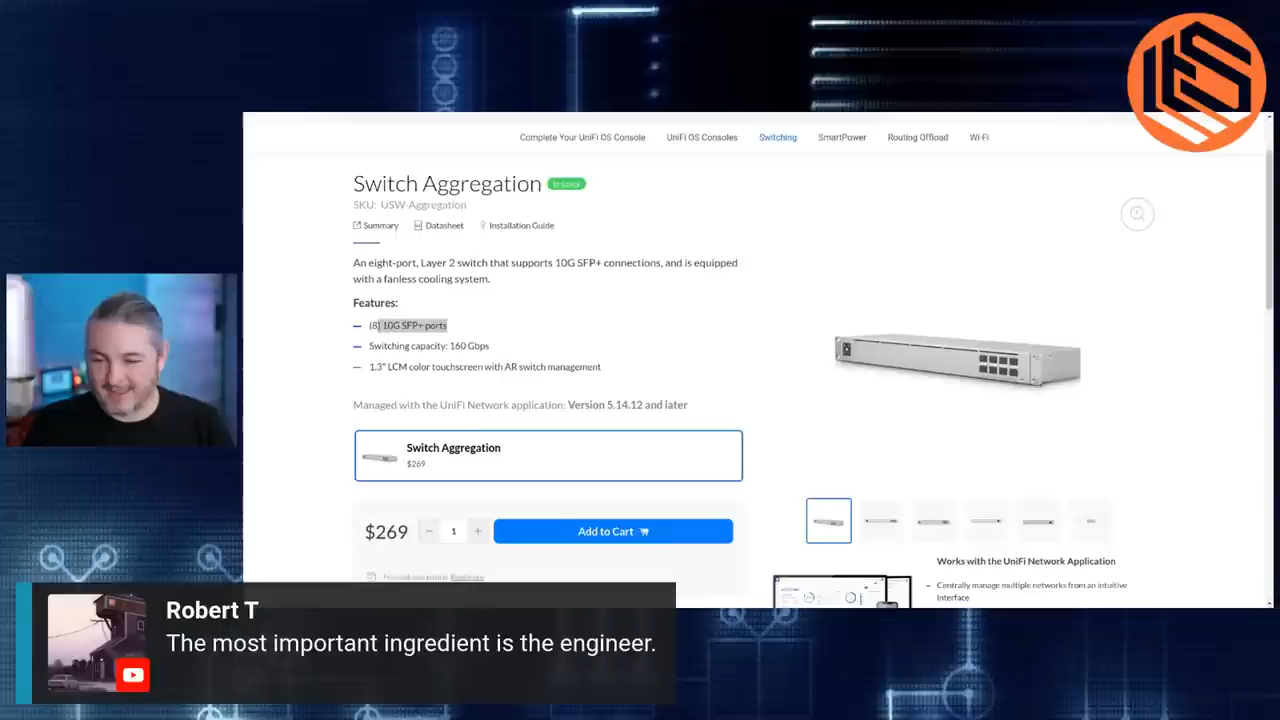 Complete Your UniFi OS Console
UniFi OS Consoles
Switching
SmartPower
Routing Offload
Wi-Fi
Switch Aggregation
In stock
SKU: USW-Aggregation
Summary
Datasheet
Installation Guide
An eight-port, Layer 2 switch that supports 10G SFP+ connections, and is equipped
with a fanless cooling system.
Features:
(8) 10G SFP+ ports
Switching capacity: 160 Gbps
1.3" LCM color touchscreen with AR switch management
Managed with the UniFi Network application: Version 5.14.12 and later
Switch Aggregation
$269
$269
− 1 +
Add to Cart
Read more
Works with the UniFi Network Application
Centrally manage multiple networks from an intuitive
interface
Robert T
The most important ingredient is the engineer.